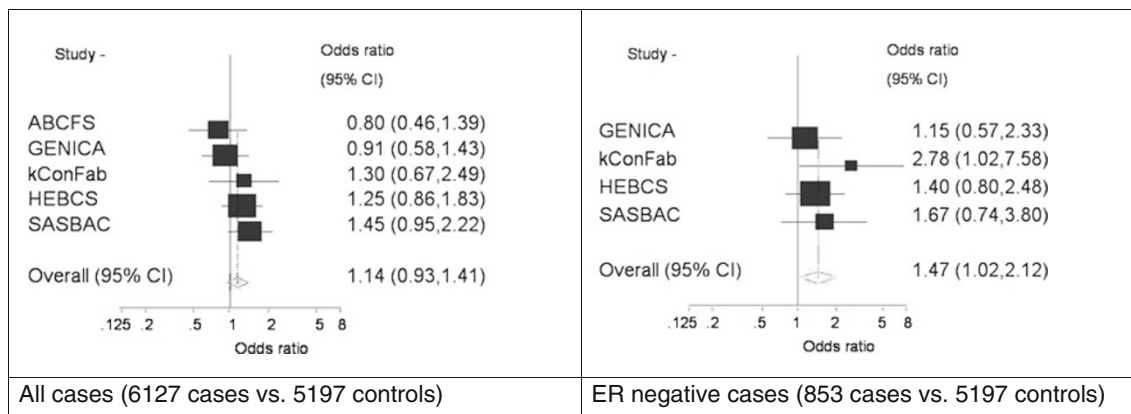 Study -
Odds ratio
(95% CI)
ABCFS 0.80 (0.46,1.39)
GENICA 0.91 (0.58,1.43)
kConFab 1.30 (0.67,2.49)
HEBCS 1.25 (0.86,1.83)
SASBAC 1.45 (0.95,2.22)
Overall (95% CI) 1.14 (0.93,1.41)
.125 .2 .5 1 2 5 8
Odds ratio
All cases (6127 cases vs. 5197 controls)
Study -
Odds ratio
(95% CI)
GENICA 1.15 (0.57,2.33)
kConFab 2.78 (1.02,7.58)
HEBCS 1.40 (0.80,2.48)
SASBAC 1.67 (0.74,3.80)
Overall (95% CI) 1.47 (1.02,2.12)
.125 .2 .5 1 2 5 8
Odds ratio
ER negative cases (853 cases vs. 5197 controls)